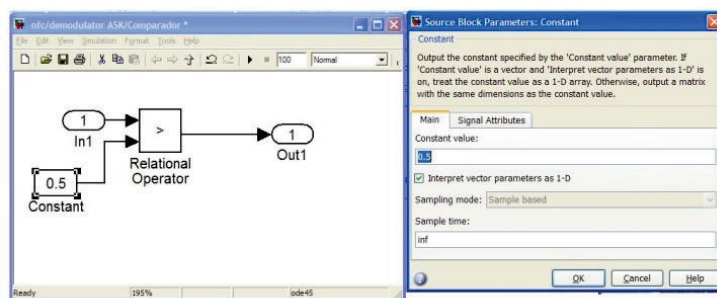 nfc/demodulator ASK/Comparador *
File Edit View Simulation Format Tools Help
100
Normal
1
In1
>
Relational
Operator
1
Out1
0.5
Constant
Ready
195%
ode45
Source Block Parameters: Constant
Constant
Output the constant specified by the 'Constant value' parameter. If
'Constant value' is a vector and 'Interpret vector parameters as 1-D' is
on, treat the constant value as a 1-D array. Otherwise, output a matrix
with the same dimensions as the constant value.
Main Signal Attributes
Constant value:
0.5
Interpret vector parameters as 1-D
Sampling mode: Sample based
Sample time:
inf
OK Cancel Help